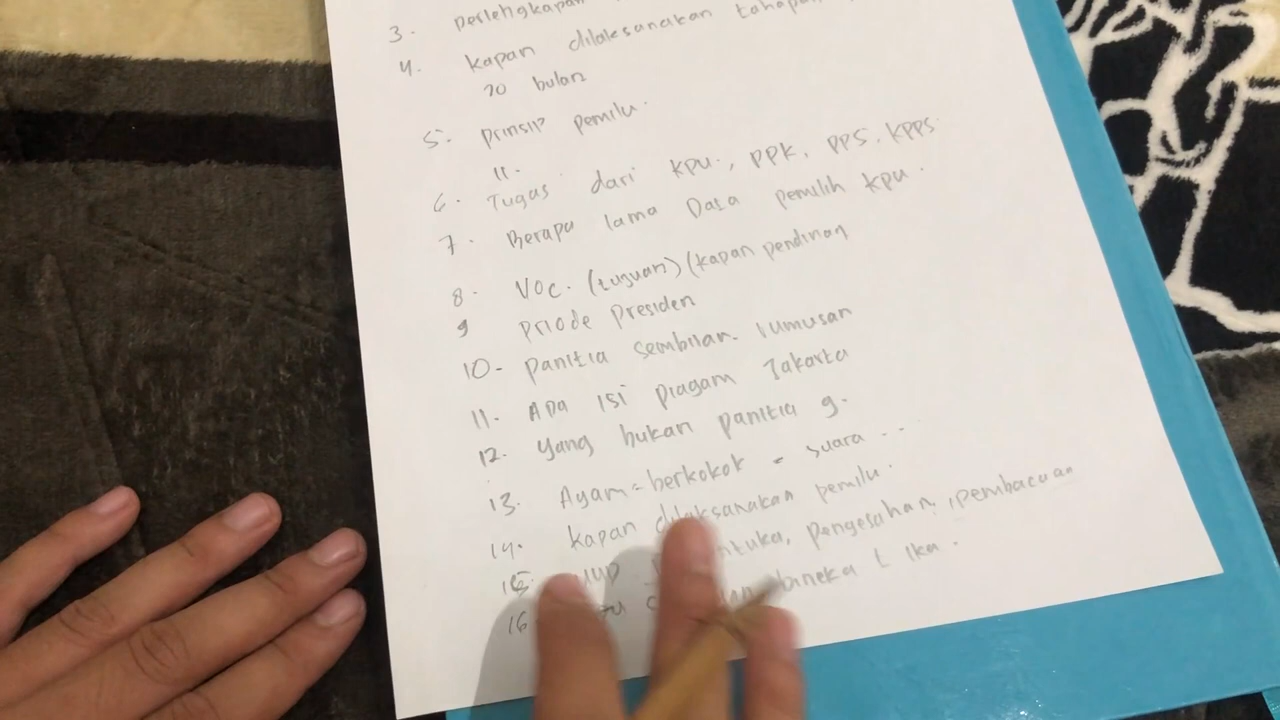 3. perlengkapan
4. kapan dilaksanakan tahapan
20 bulan
5. prinsip pemilu.
11.
6. Tugas dari KPU., PPK, PPS. KPPS.
7. Berapa lama Data pemilih KPU.
8. VOC. (tujuan) (kapan pendirian
9 priode presiden
10- panitia sembilan. rumusan
11. Apa isi piagam Jakarta
12. yang bukan panitia 9.
13. Ayam = berkokok = suara ...
14. kapan dilaksanakan pemilu.
15. pengesahan, pembacaan
16. bineka t ika.